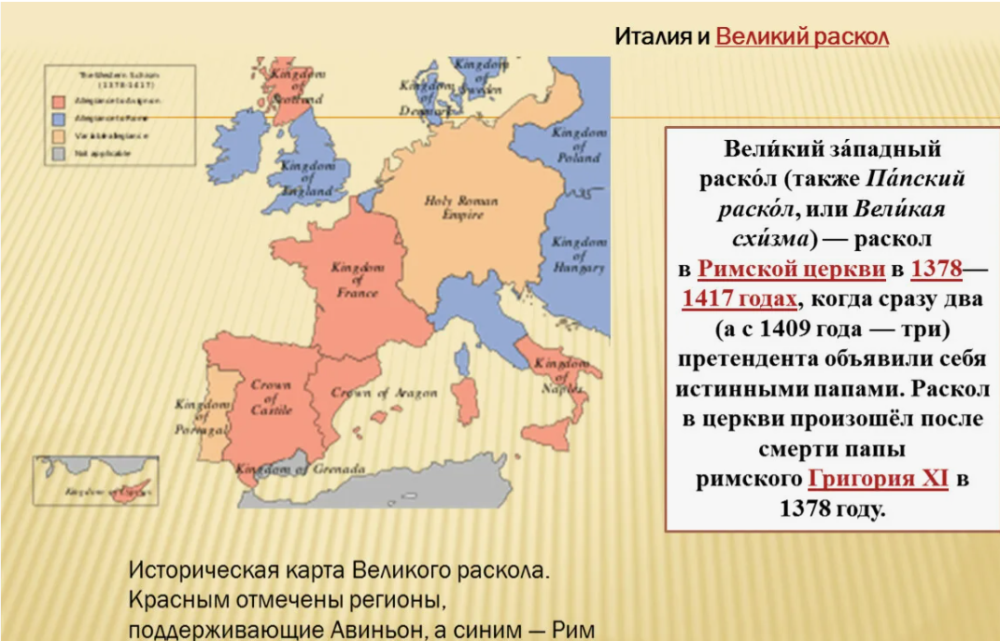 Италия и Великий раскол
The Western Schism
(1378-1417)
Allegiance to Avignon
Allegiance to Rome
Variable allegiance
Not applicable
Kingdom
of
Scotland
Kingdom
of
Sweden
Kingdom
of
Denmark
Kingdom
of
Poland
Kingdom
of
England
Holy Roman
Empire
Kingdom
of
Hungary
Kingdom
of
France
Kingdom
of
Naples
Crown
of
Castile
Crown of Aragon
Kingdom
of
Portugal
Kingdom of Grenada
Kingdom of Cyprus
Вели́кий за́падный
раско́л (также Па́пский
раско́л, или Вели́кая
схи́зма) — раскол
в Римской церкви в 1378—
1417 годах, когда сразу два
(а с 1409 года — три)
претендента объявили себя
истинными папами. Раскол
в церкви произошёл после
смерти папы
римского Григория XI в
1378 году.
Историческая карта Великого раскола.
Красным отмечены регионы,
поддерживающие Авиньон, а синим — Рим